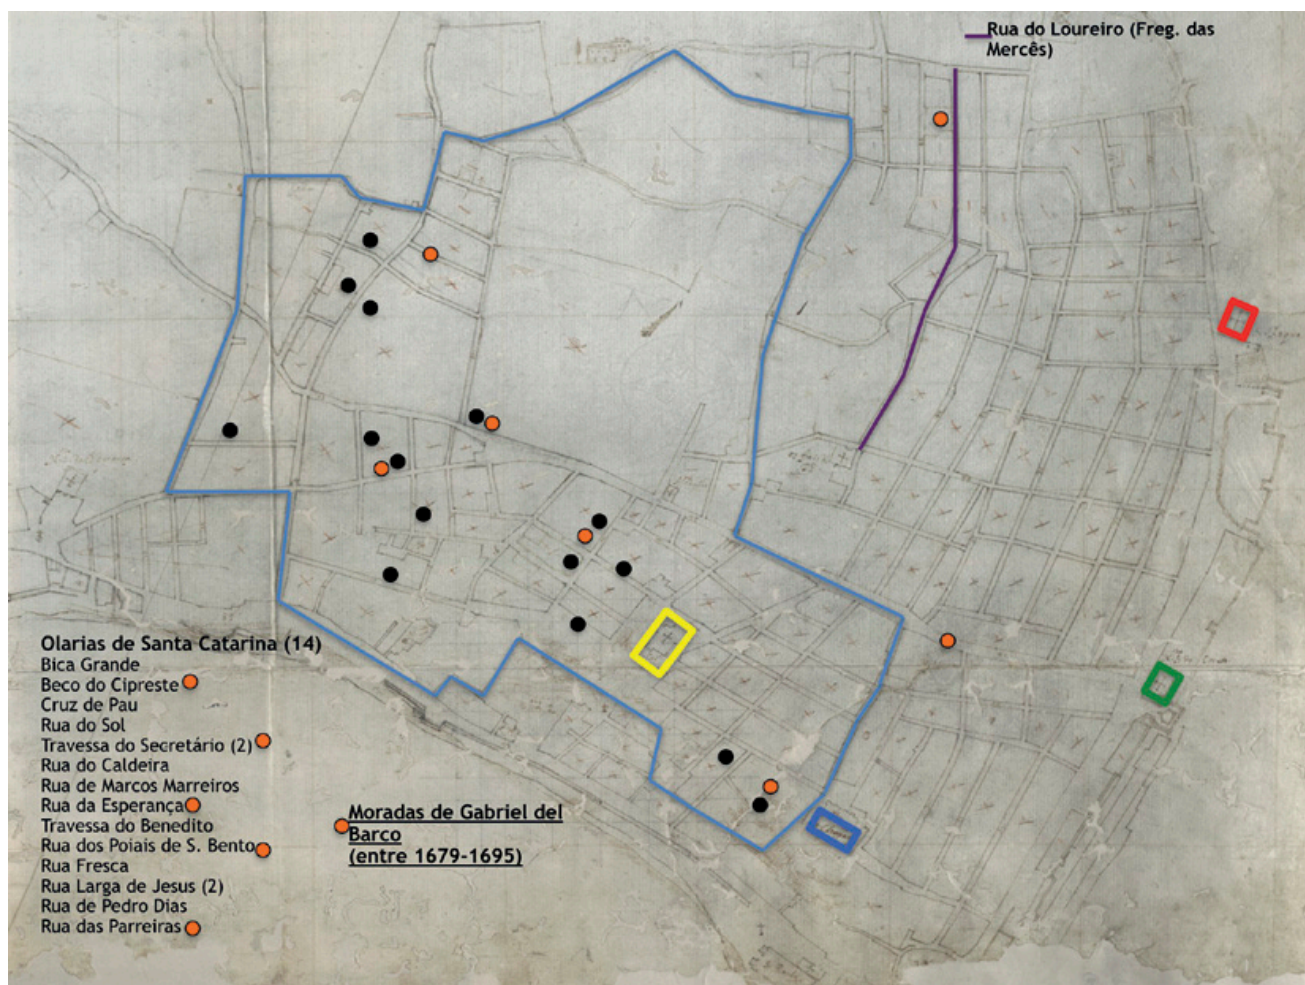 Rua do Loureiro (Freg. das
Mercês)
Olarias de Santa Catarina (14)
Bica Grande
Beco do Cipreste
Cruz de Pau
Rua do Sol
Travessa do Secretário (2)
Rua do Caldeira
Rua de Marcos Marreiros
Rua da Esperança
Travessa do Benedito
Rua dos Poiais de S. Bento
Rua Fresca
Rua Larga de Jesus (2)
Rua de Pedro Dias
Rua das Parreiras
Moradas de Gabriel del
Barco
(entre 1679-1695)